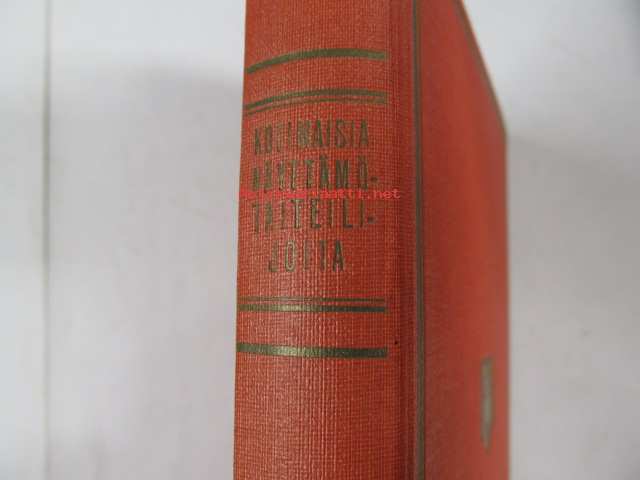 KOTIMAISIA
NÄYTTÄMÖ-
TAITEILI-
JOITA